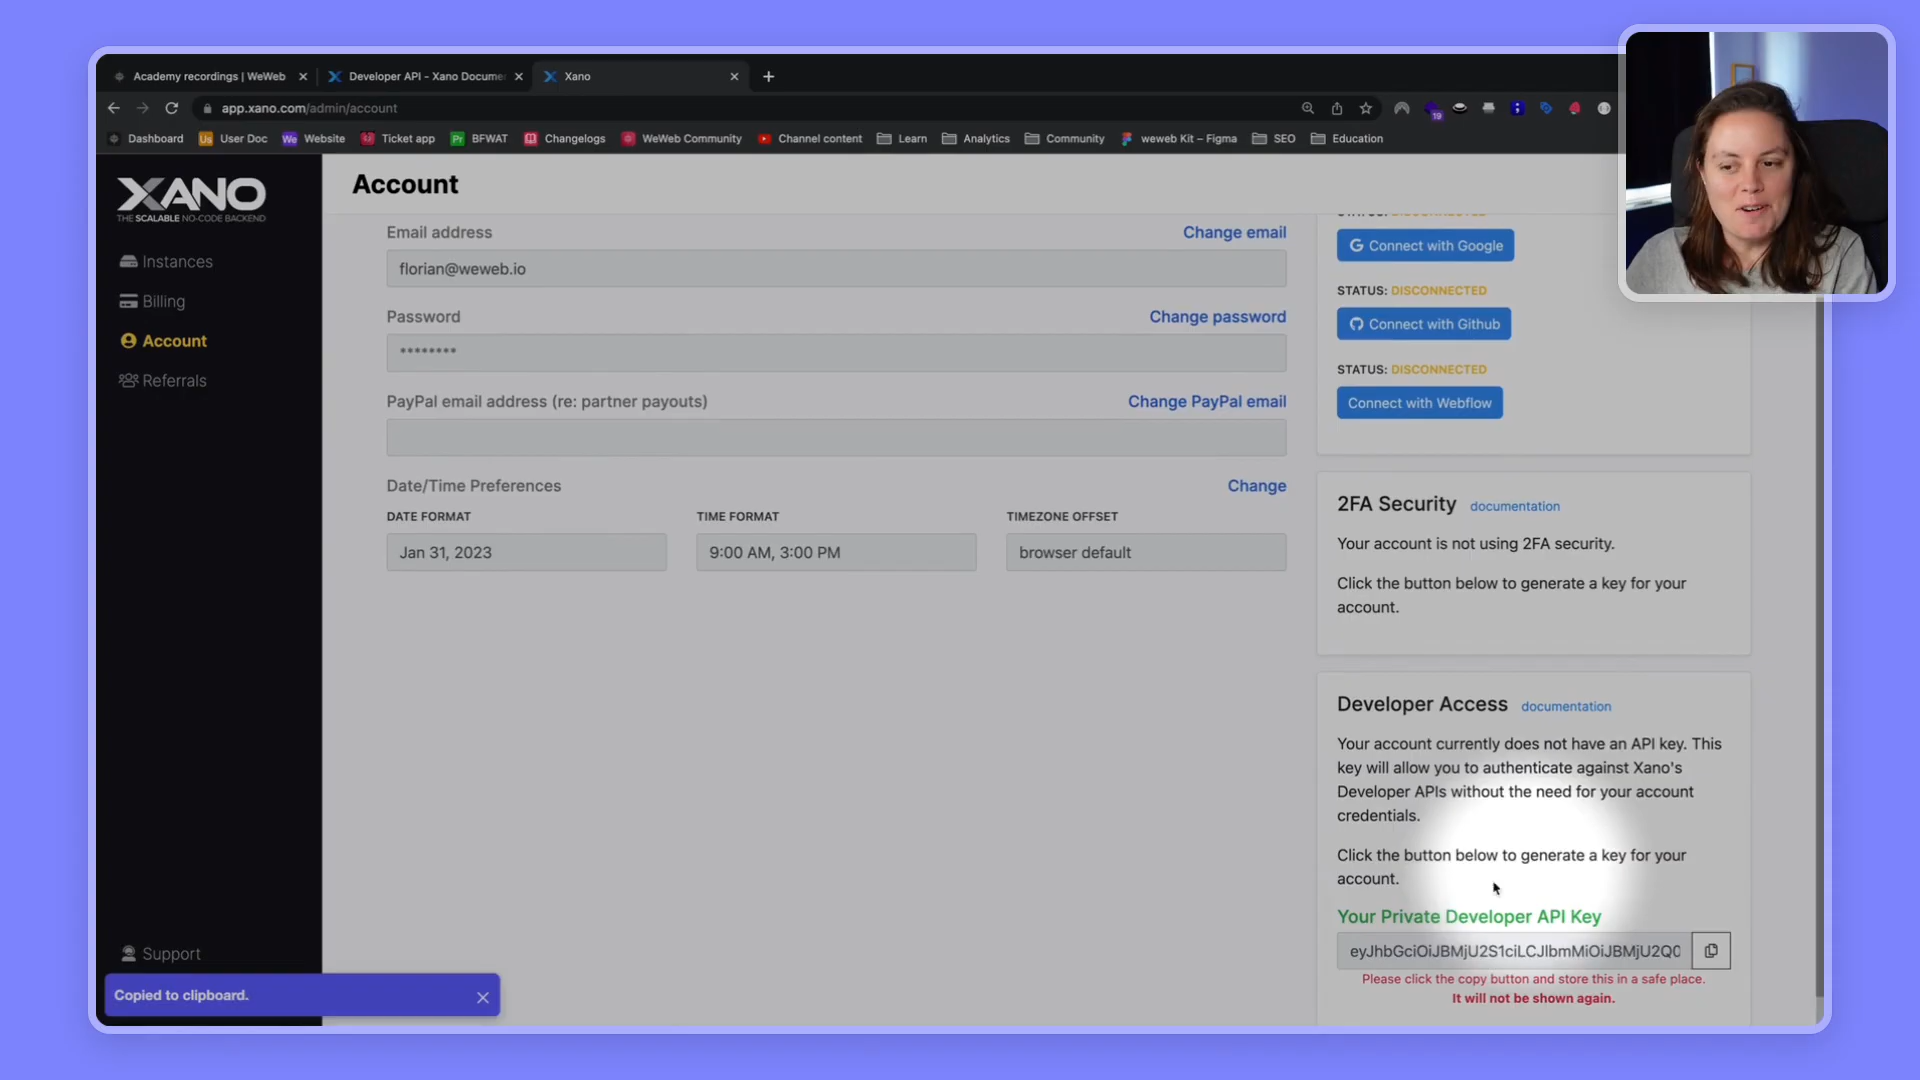 Academy recordings | WeWeb
Developer API - Xano Docume
Xano
app.xano.com/admin/account
19
Dashboard
Us User Doc
We Website
Ticket app
Pr BFWAT
Changelogs
WeWeb Community
Channel content
Learn
Analytics
Community
weweb Kit – Figma
SEO
Education
XANO
THE SCALABLE NO-CODE BACKEND
Instances
Billing
Account
Referrals
Support
Copied to clipboard.
Account
Email address
Change email
florian@weweb.io
Password
Change password
********
PayPal email address (re: partner payouts)
Change PayPal email
Date/Time Preferences
Change
DATE FORMAT
TIME FORMAT
TIMEZONE OFFSET
Jan 31, 2023
9:00 AM, 3:00 PM
browser default
STATUS: DISCONNECTED
Connect with Google
STATUS: DISCONNECTED
Connect with Github
STATUS: DISCONNECTED
Connect with Webflow
2FA Security documentation
Your account is not using 2FA security.
Click the button below to generate a key for your
account.
Developer Access documentation
Your account currently does not have an API key. This
key will allow you to authenticate against Xano's
Developer APIs without the need for your account
credentials.
Click the button below to generate a key for your
account.
Your Private Developer API Key
Please click the copy button and store this in a safe place.
It will not be shown again.